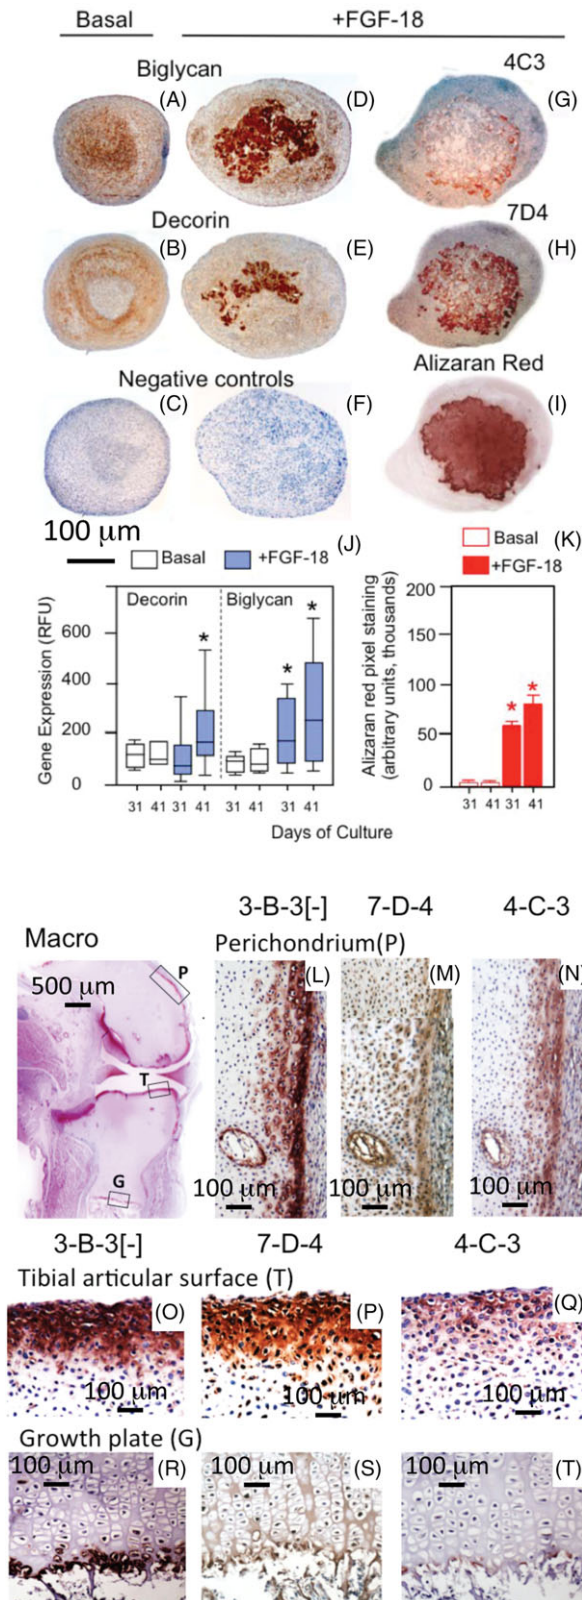 Basal +FGF-18
Biglycan 4C3
(A) (D) (G)
Decorin 7D4
(B) (E) (H)
Negative controls Alizaran Red
(C) (F) (I)
100 μm
Basal +FGF-18 (J)
Basal (K)
+FGF-18
Gene Expression (RFU)
600
400
200
0
Decorin Biglycan
* * *
31 41 31 41 31 41 31 41
Days of Culture
Alizaran red pixel staining
(arbitrary units, thousands)
200
150
100
50
0
* *
31 41 31 41
3-B-3[-] 7-D-4 4-C-3
Macro Perichondrium(P)
500 μm
P
T
G
(L) (M) (N)
100 μm 100 μm 100 μm
3-B-3[-] 7-D-4 4-C-3
Tibial articular surface (T)
(O) (P) (Q)
100 μm 100 μm 100 μm
Growth plate (G)
100 μm (R) 100 μm (S) 100 μm (T)